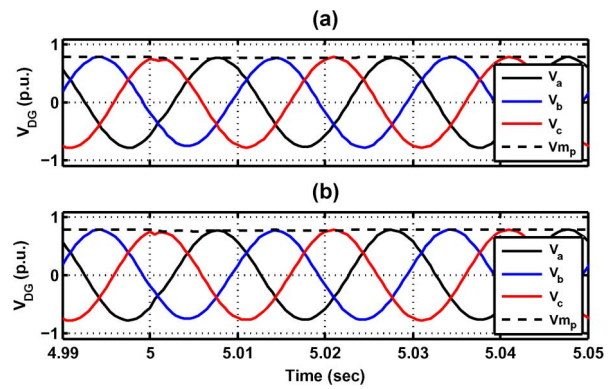 (a)
V_DG (p.u.)
1
0
−1
V_a
V_b
V_c
Vm_p
(b)
V_DG (p.u.)
1
0
−1
V_a
V_b
V_c
Vm_p
4.99 5 5.01 5.02 5.03 5.04 5.05
Time (sec)